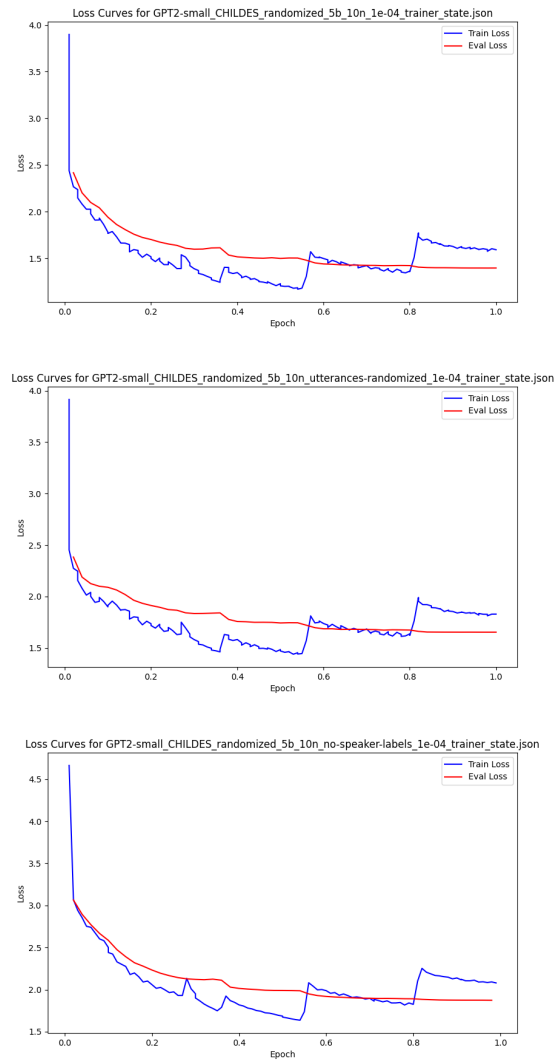 Loss Curves for GPT2-small_CHILDES_randomized_5b_10n_1e-04_trainer_state.json
4.0
3.5
3.0
2.5
2.0
1.5
Loss
Train Loss
Eval Loss
0.0 0.2 0.4 0.6 0.8 1.0
Epoch
Loss Curves for GPT2-small_CHILDES_randomized_5b_10n_utterances-randomized_1e-04_trainer_state.json
4.0
3.5
3.0
2.5
2.0
1.5
Loss
Train Loss
Eval Loss
0.0 0.2 0.4 0.6 0.8 1.0
Epoch
Loss Curves for GPT2-small_CHILDES_randomized_5b_10n_no-speaker-labels_1e-04_trainer_state.json
4.5
4.0
3.5
3.0
2.5
2.0
1.5
Loss
Train Loss
Eval Loss
0.0 0.2 0.4 0.6 0.8 1.0
Epoch